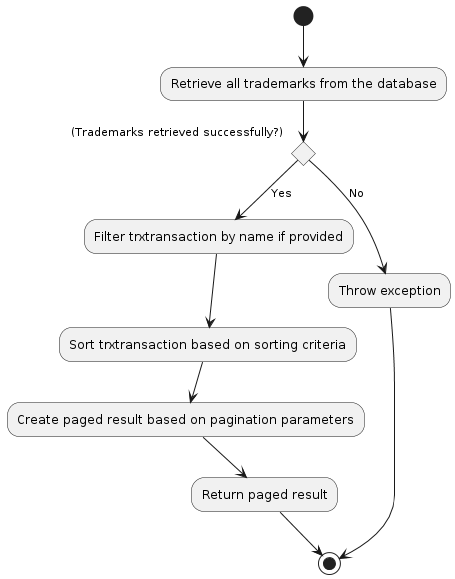 Retrieve all trademarks from the database
(Trademarks retrieved successfully?)
Yes
No
Filter trxtransaction by name if provided
Throw exception
Sort trxtransaction based on sorting criteria
Create paged result based on pagination parameters
Return paged result